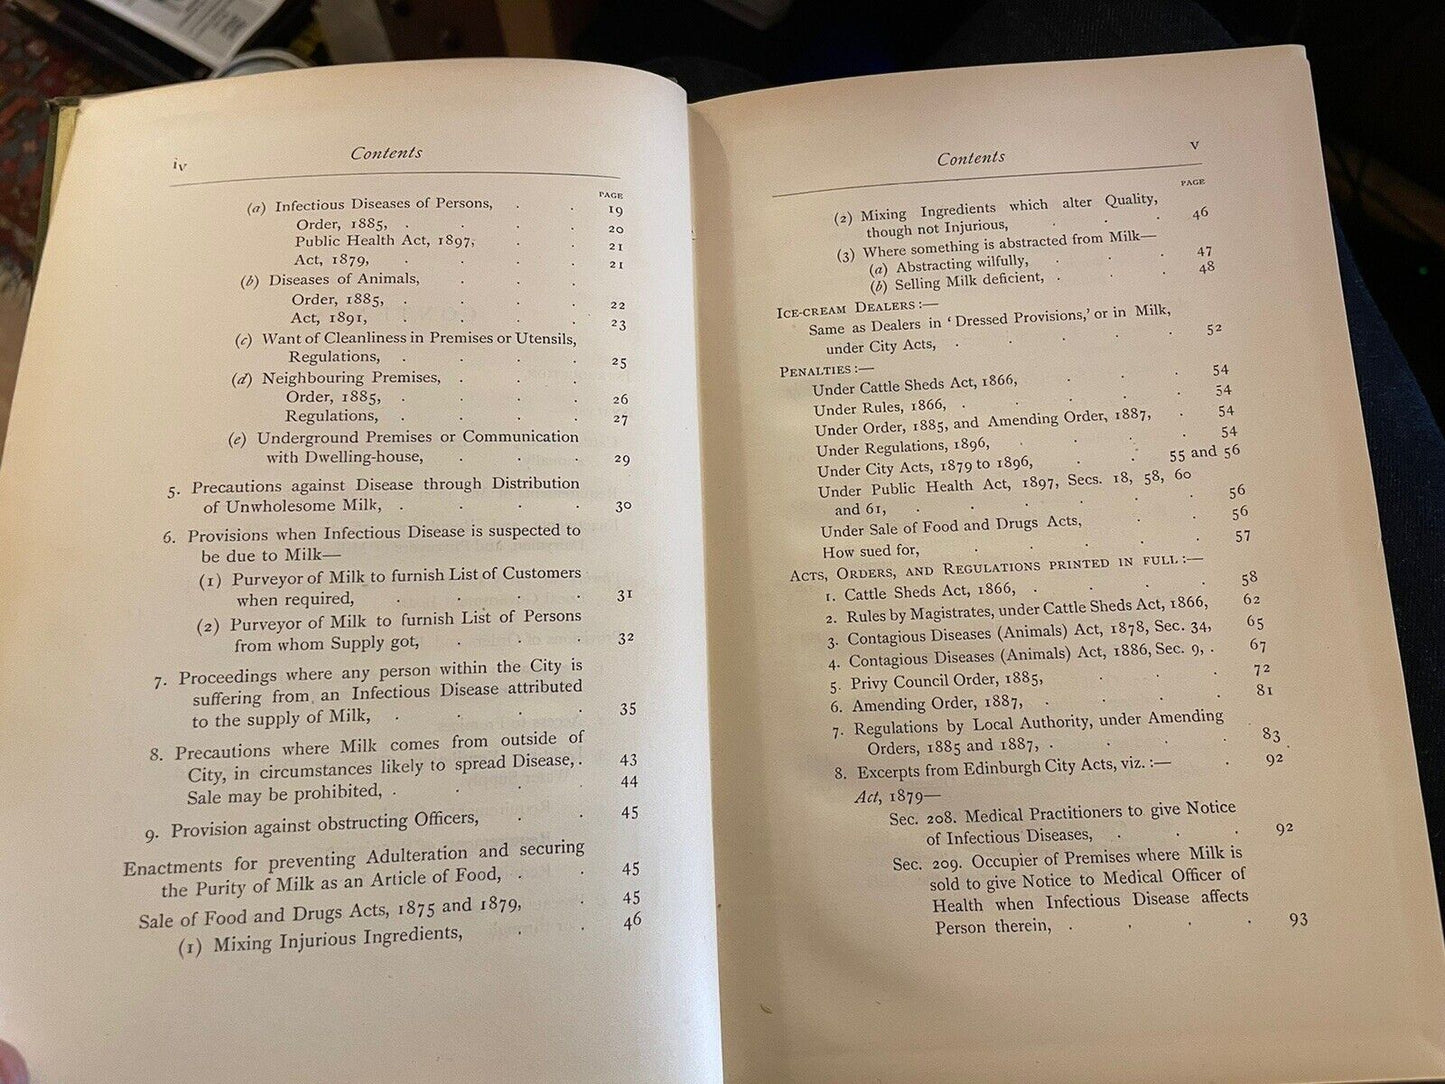 iv
Contents
PAGE
(a) Infectious Diseases of Persons, . . 19
Order, 1885, . . . . 20
Public Health Act, 1897, . . 21
Act, 1879, . . . . 21
(b) Diseases of Animals, . . .
Order, 1885, . . . . 22
Act, 1891, . . . . 23
(c) Want of Cleanliness in Premises or Utensils,
Regulations, . . . . 25
(d) Neighbouring Premises, . . .
Order, 1885, . . . . 26
Regulations, . . . . 27
(e) Underground Premises or Communication
with Dwelling-house, . . . 29
5. Precautions against Disease through Distribution
of Unwholesome Milk, . . . . 30
6. Provisions when Infectious Disease is suspected to
be due to Milk—
(1) Purveyor of Milk to furnish List of Customers
when required, . . . . 31
(2) Purveyor of Milk to furnish List of Persons
from whom Supply got, . . . 32
7. Proceedings where any person within the City is
suffering from an Infectious Disease attributed
to the supply of Milk, . . . . 35
8. Precautions where Milk comes from outside of
City, in circumstances likely to spread Disease, . 43
Sale may be prohibited, . . . . 44
9. Provision against obstructing Officers, . . 45
Enactments for preventing Adulteration and securing
the Purity of Milk as an Article of Food, . . 45
Sale of Food and Drugs Acts, 1875 and 1879, . 45
(1) Mixing Injurious Ingredients, . . 46
Contents
v
PAGE
(2) Mixing Ingredients which alter Quality,
though not Injurious, . . . 46
(3) Where something is abstracted from Milk—
(a) Abstracting wilfully, . . . 47
(b) Selling Milk deficient, . . . 48
ICE-CREAM DEALERS:—
Same as Dealers in 'Dressed Provisions,' or in Milk,
under City Acts, . . . . . 52
PENALTIES:—
Under Cattle Sheds Act, 1866, . . . 54
Under Rules, 1866, . . . . . 54
Under Order, 1885, and Amending Order, 1887, . 54
Under Regulations, 1896, . . . . 54
Under City Acts, 1879 to 1896, . . 55 and 56
Under Public Health Act, 1897, Secs. 18, 58, 60
and 61, . . . . . . 56
Under Sale of Food and Drugs Acts, . . 56
How sued for, . . . . . 57
ACTS, ORDERS, AND REGULATIONS PRINTED IN FULL:—
1. Cattle Sheds Act, 1866, . . . . 58
2. Rules by Magistrates, under Cattle Sheds Act, 1866, 62
3. Contagious Diseases (Animals) Act, 1878, Sec. 34, 65
4. Contagious Diseases (Animals) Act, 1886, Sec. 9, . 67
5. Privy Council Order, 1885, . . . 72
6. Amending Order, 1887, . . . . 81
7. Regulations by Local Authority, under Amending
Orders, 1885 and 1887, . . . . 83
8. Excerpts from Edinburgh City Acts, viz.:— . 92
Act, 1879—
Sec. 208. Medical Practitioners to give Notice
of Infectious Diseases, . . . 92
Sec. 209. Occupier of Premises where Milk is
sold to give Notice to Medical Officer of
Health when Infectious Disease affects
Person therein, . . . . 93